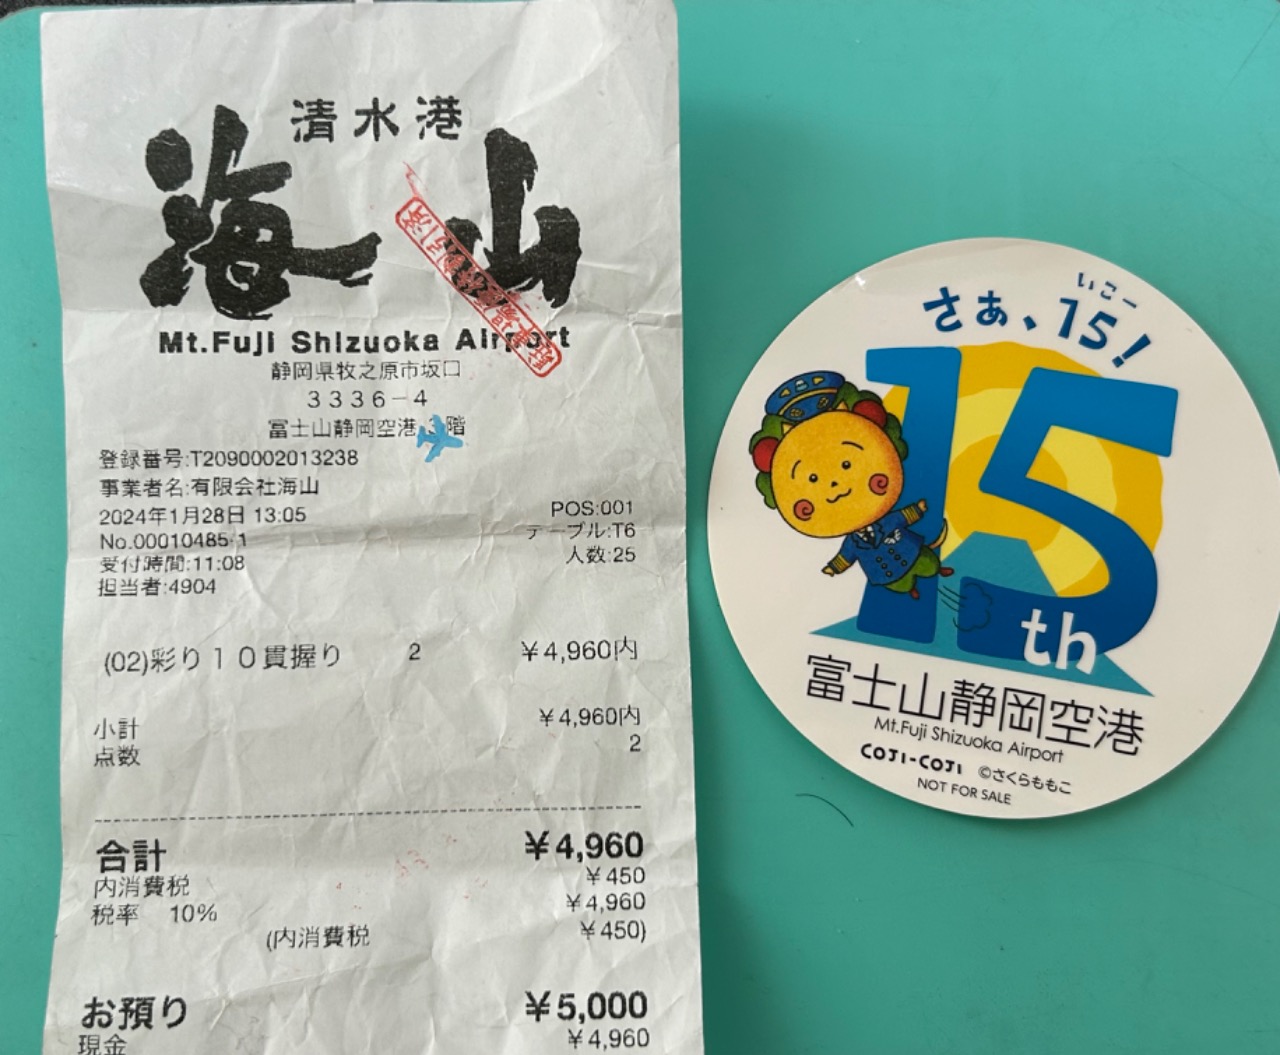 清水港
海山
Mt.Fuji Shizuoka Airport
静岡県牧之原市坂口
3336-4
富士山静岡空港 3階
登録番号:T2090002013238
事業者名:有限会社海山
2024年1月28日 13:05
POS:001
No.00010485-1
テーブル:T6
受付時間:11:08
人数:25
担当者:4904
(02)彩り10貫握り 2 ¥4,960内
小計 ¥4,960内
点数 2
合計 ¥4,960
内消費税 ¥450
税率 10% ¥4,960
(内消費税 ¥450)
お預り ¥5,000
現金 ¥4,960
いこー
さぁ、15!
15th
富士山静岡空港
Mt.Fuji Shizuoka Airport
COJI-COJI ©さくらももこ
NOT FOR SALE